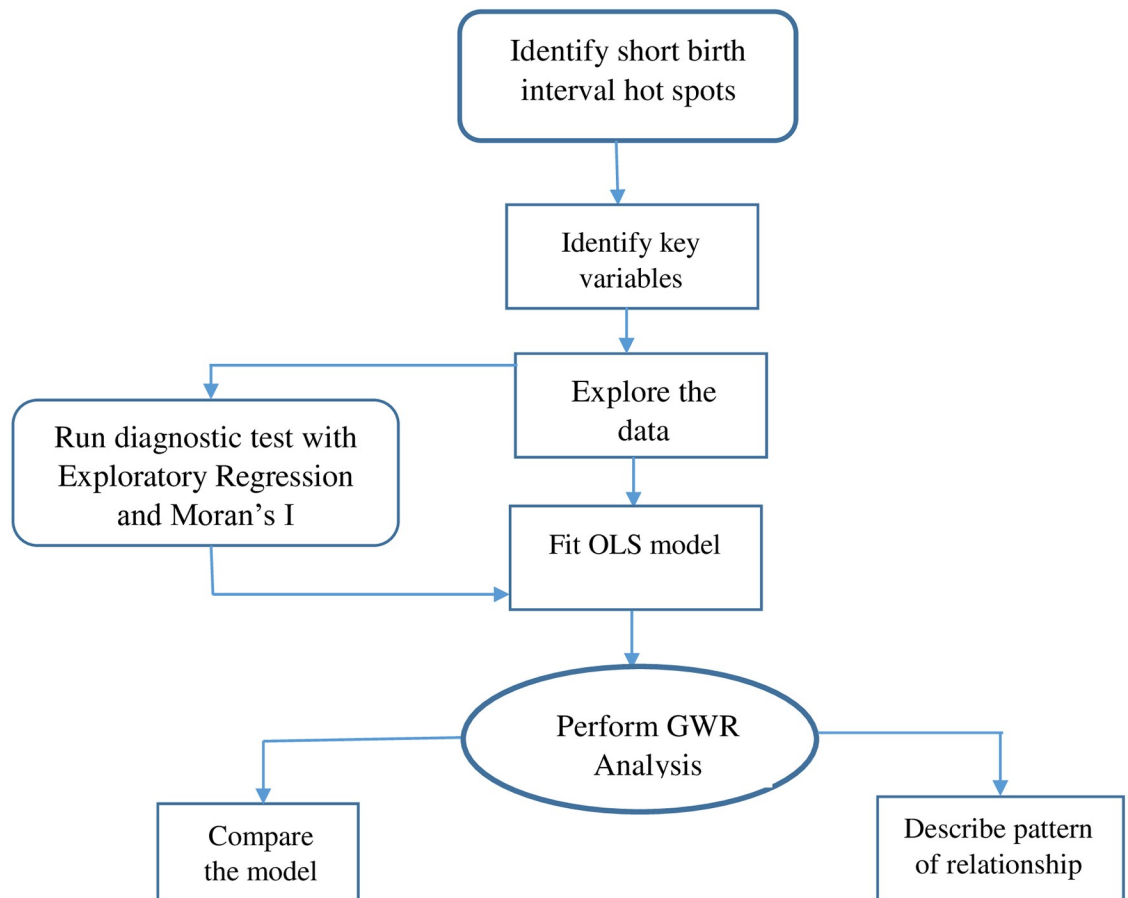 Identify short birth
interval hot spots
Identify key
variables
Explore the
data
Run diagnostic test with
Exploratory Regression
and Moran’s I
Fit OLS model
Perform GWR
Analysis
Compare
the model
Describe pattern
of relationship